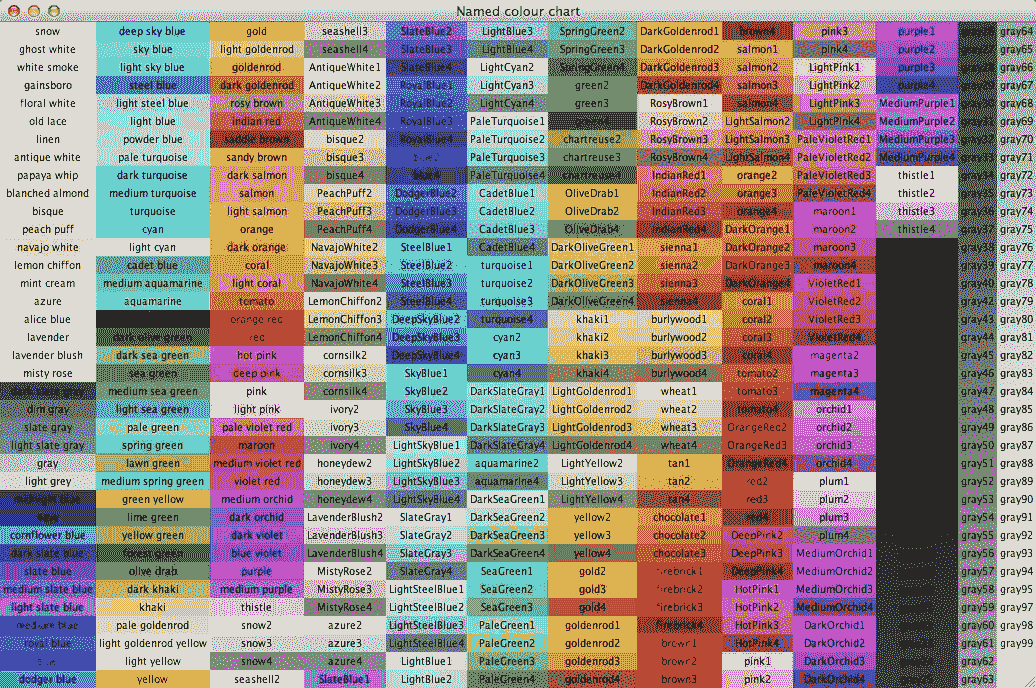 Named colour chart
snow
ghost white
white smoke
gainsboro
floral white
old lace
linen
antique white
papaya whip
blanched almond
bisque
peach puff
navajo white
lemon chiffon
mint cream
azure
alice blue
lavender
lavender blush
misty rose
dark slate gray
dim gray
slate gray
light slate gray
gray
light grey
midnight blue
cornflower blue
dark slate blue
slate blue
medium slate blue
light slate blue
medium blue
royal blue
dodger blue
deep sky blue
sky blue
light sky blue
steel blue
light steel blue
light blue
powder blue
pale turquoise
dark turquoise
medium turquoise
turquoise
cyan
light cyan
cadet blue
medium aquamarine
aquamarine
dark olive green
dark sea green
sea green
medium sea green
light sea green
pale green
spring green
lawn green
medium spring green
green yellow
lime green
yellow green
forest green
olive drab
dark khaki
khaki
pale goldenrod
light goldenrod yellow
light yellow
yellow
gold
light goldenrod
goldenrod
dark goldenrod
rosy brown
indian red
saddle brown
sandy brown
dark salmon
salmon
light salmon
orange
dark orange
coral
light coral
tomato
orange red
red
hot pink
deep pink
pink
light pink
pale violet red
maroon
medium violet red
violet red
medium orchid
dark orchid
dark violet
blue violet
purple
medium purple
thistle
snow2
snow3
snow4
seashell2
seashell3
seashell4
AntiqueWhite1
AntiqueWhite2
AntiqueWhite3
AntiqueWhite4
bisque2
bisque3
bisque4
PeachPuff2
PeachPuff3
PeachPuff4
NavajoWhite2
NavajoWhite3
NavajoWhite4
LemonChiffon2
LemonChiffon3
LemonChiffon4
cornsilk2
cornsilk3
cornsilk4
ivory2
ivory3
ivory4
honeydew2
honeydew3
honeydew4
LavenderBlush2
LavenderBlush3
LavenderBlush4
MistyRose2
MistyRose3
MistyRose4
azure2
azure3
azure4
SlateBlue1
SlateBlue2
SlateBlue3
SlateBlue4
RoyalBlue1
RoyalBlue2
RoyalBlue3
RoyalBlue4
blue4
DodgerBlue2
DodgerBlue3
DodgerBlue4
SteelBlue1
SteelBlue2
SteelBlue3
SteelBlue4
DeepSkyBlue2
DeepSkyBlue3
DeepSkyBlue4
SkyBlue1
SkyBlue2
SkyBlue3
SkyBlue4
LightSkyBlue1
LightSkyBlue2
LightSkyBlue3
LightSkyBlue4
SlateGray1
SlateGray2
SlateGray3
SlateGray4
LightSteelBlue1
LightSteelBlue2
LightSteelBlue3
LightSteelBlue4
LightBlue1
LightBlue2
LightBlue3
LightBlue4
LightCyan2
LightCyan3
LightCyan4
PaleTurquoise1
PaleTurquoise2
PaleTurquoise3
PaleTurquoise4
CadetBlue1
CadetBlue2
CadetBlue3
CadetBlue4
turquoise1
turquoise2
turquoise3
turquoise4
cyan2
cyan3
cyan4
DarkSlateGray1
DarkSlateGray2
DarkSlateGray3
DarkSlateGray4
aquamarine2
aquamarine4
DarkSeaGreen1
DarkSeaGreen2
DarkSeaGreen3
DarkSeaGreen4
SeaGreen1
SeaGreen2
SeaGreen3
PaleGreen1
PaleGreen2
PaleGreen3
PaleGreen4
SpringGreen2
SpringGreen3
SpringGreen4
green2
green3
green4
chartreuse2
chartreuse3
chartreuse4
OliveDrab1
OliveDrab2
OliveDrab4
DarkOliveGreen1
DarkOliveGreen2
DarkOliveGreen3
DarkOliveGreen4
khaki1
khaki2
khaki3
khaki4
LightGoldenrod1
LightGoldenrod2
LightGoldenrod3
LightGoldenrod4
LightYellow2
LightYellow3
LightYellow4
yellow2
yellow3
yellow4
gold2
gold3
gold4
goldenrod1
goldenrod2
goldenrod3
goldenrod4
DarkGoldenrod1
DarkGoldenrod2
DarkGoldenrod3
DarkGoldenrod4
RosyBrown1
RosyBrown2
RosyBrown3
RosyBrown4
IndianRed1
IndianRed2
IndianRed3
IndianRed4
sienna1
sienna2
sienna3
sienna4
burlywood1
burlywood2
burlywood3
burlywood4
wheat1
wheat2
wheat3
wheat4
tan1
tan2
tan4
chocolate1
chocolate2
chocolate3
firebrick1
firebrick2
firebrick3
firebrick4
brown1
brown2
brown3
brown4
salmon1
salmon2
salmon3
salmon4
LightSalmon2
LightSalmon3
LightSalmon4
orange2
orange3
orange4
DarkOrange1
DarkOrange2
DarkOrange3
DarkOrange4
coral1
coral2
coral3
coral4
tomato2
tomato3
tomato4
OrangeRed2
OrangeRed3
OrangeRed4
red2
red3
red4
DeepPink2
DeepPink3
DeepPink4
HotPink1
HotPink2
HotPink3
HotPink4
pink1
pink2
pink3
pink4
LightPink1
LightPink2
LightPink3
LightPink4
PaleVioletRed1
PaleVioletRed2
PaleVioletRed3
PaleVioletRed4
maroon1
maroon2
maroon3
maroon4
VioletRed1
VioletRed2
VioletRed3
VioletRed4
magenta2
magenta3
magenta4
orchid1
orchid2
orchid3
orchid4
plum1
plum2
plum3
plum4
MediumOrchid1
MediumOrchid2
MediumOrchid3
MediumOrchid4
DarkOrchid1
DarkOrchid2
DarkOrchid3
DarkOrchid4
purple1
purple2
purple3
purple4
MediumPurple1
MediumPurple2
MediumPurple3
MediumPurple4
thistle1
thistle2
thistle3
thistle4
gray36
gray37
gray38
gray39
gray40
gray42
gray43
gray44
gray45
gray46
gray47
gray48
gray49
gray50
gray51
gray52
gray53
gray54
gray55
gray56
gray57
gray58
gray59
gray60
gray61
gray62
gray63
gray64
gray65
gray66
gray67
gray68
gray69
gray70
gray71
gray72
gray73
gray74
gray75
gray76
gray77
gray78
gray79
gray80
gray81
gray82
gray83
gray84
gray85
gray86
gray87
gray88
gray89
gray90
gray91
gray92
gray93
gray94
gray95
gray97
gray98
gray99